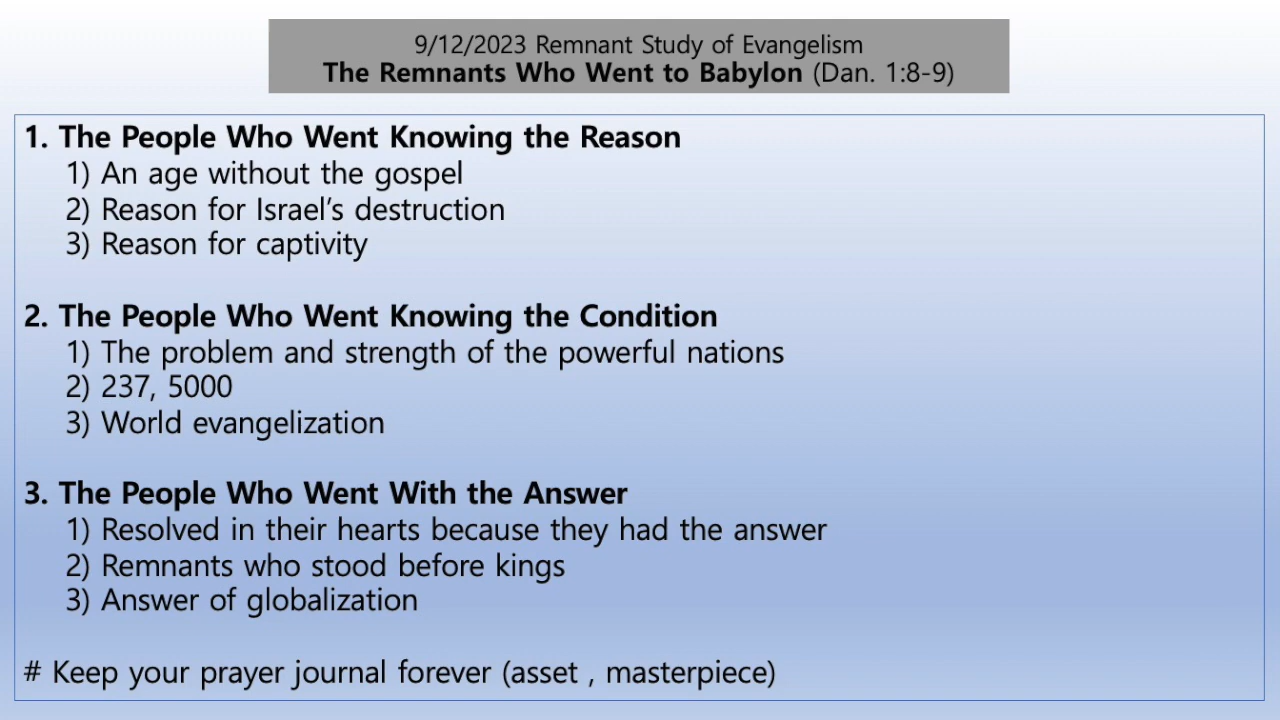 9/12/2023 Remnant Study of Evangelism
The Remnants Who Went to Babylon (Dan. 1:8-9)
1. The People Who Went Knowing the Reason
1) An age without the gospel
2) Reason for Israel's destruction
3) Reason for captivity
2. The People Who Went Knowing the Condition
1) The problem and strength of the powerful nations
2) 237, 5000
3) World evangelization
3. The People Who Went With the Answer
1) Resolved in their hearts because they had the answer
2) Remnants who stood before kings
3) Answer of globalization
# Keep your prayer journal forever (asset , masterpiece)